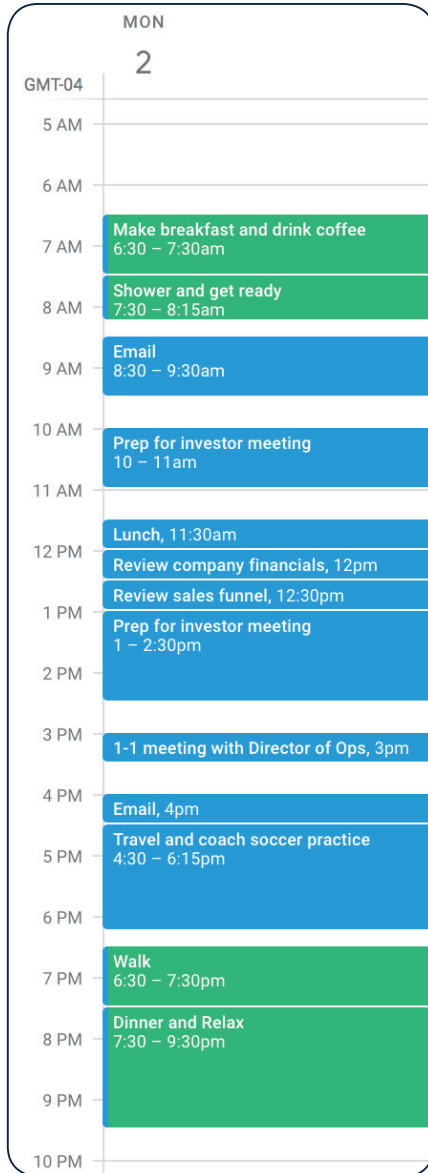 MON
2
GMT-04
5 AM
6 AM
Make breakfast and drink coffee
7 AM
6:30 – 7:30am
Shower and get ready
8 AM
7:30 – 8:15am
Email
9 AM
8:30 – 9:30am
10 AM
Prep for investor meeting
10 – 11am
11 AM
Lunch, 11:30am
12 PM
Review company financials, 12pm
Review sales funnel, 12:30pm
1 PM
Prep for investor meeting
1 – 2:30pm
2 PM
3 PM
1-1 meeting with Director of Ops, 3pm
4 PM
Email, 4pm
Travel and coach soccer practice
5 PM
4:30 – 6:15pm
6 PM
Walk
7 PM
6:30 – 7:30pm
Dinner and Relax
8 PM
7:30 – 9:30pm
9 PM
10 PM